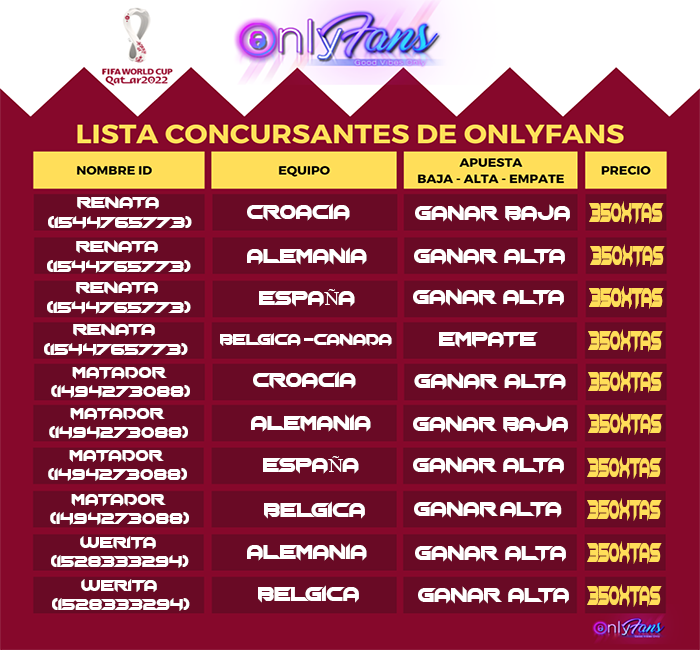 FIFA WORLD CUP
Qatar2022
OnlyFans
Good Vibes Only
LISTA CONCURSANTES DE ONLYFANS
NOMBRE ID EQUIPO APUESTA BAJA - ALTA - EMPATE PRECIO
RENATA (1544765773) CROACIA GANAR BAJA 350XTAS
RENATA (1544765773) ALEMANIA GANAR ALTA 350XTAS
RENATA (1544765773) ESPAÑA GANAR ALTA 350XTAS
RENATA (1544765773) BELGICA -CANADA EMPATE 350XTAS
MATADOR (1494273088) CROACIA GANAR ALTA 350XTAS
MATADOR (1494273088) ALEMANIA GANAR BAJA 350XTAS
MATADOR (1494273088) ESPAÑA GANAR ALTA 350XTAS
MATADOR (1494273088) BELGICA GANAR ALTA 350XTAS
WERITA (1528333294) ALEMANIA GANAR ALTA 350XTAS
WERITA (1528333294) BELGICA GANAR ALTA 350XTAS
OnlyFans